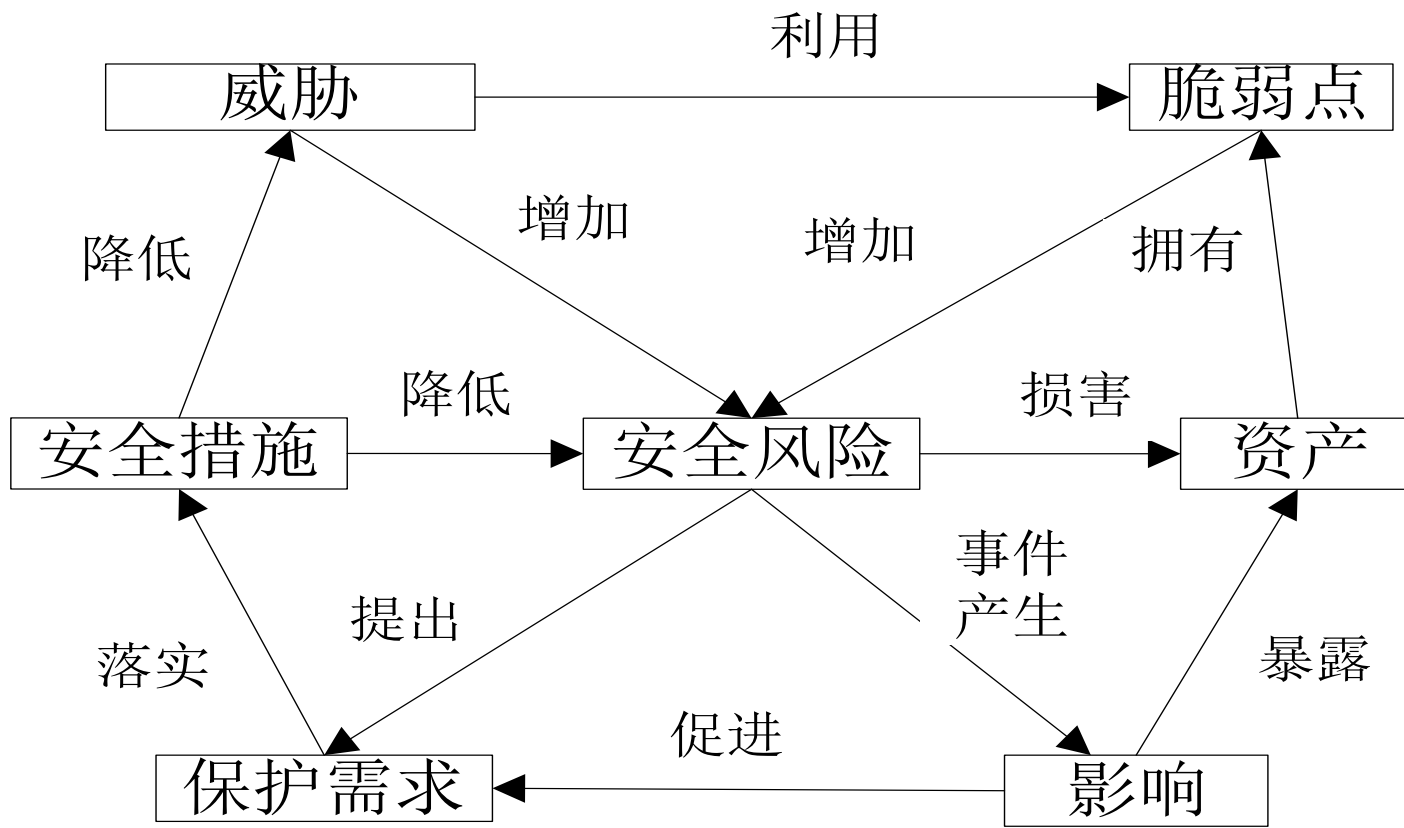 利用
威胁
脆弱点
增加
增加
降低
拥有
降低
损害
安全措施
安全风险
资产
事件
产生
提出
落实
暴露
促进
保护需求
影响